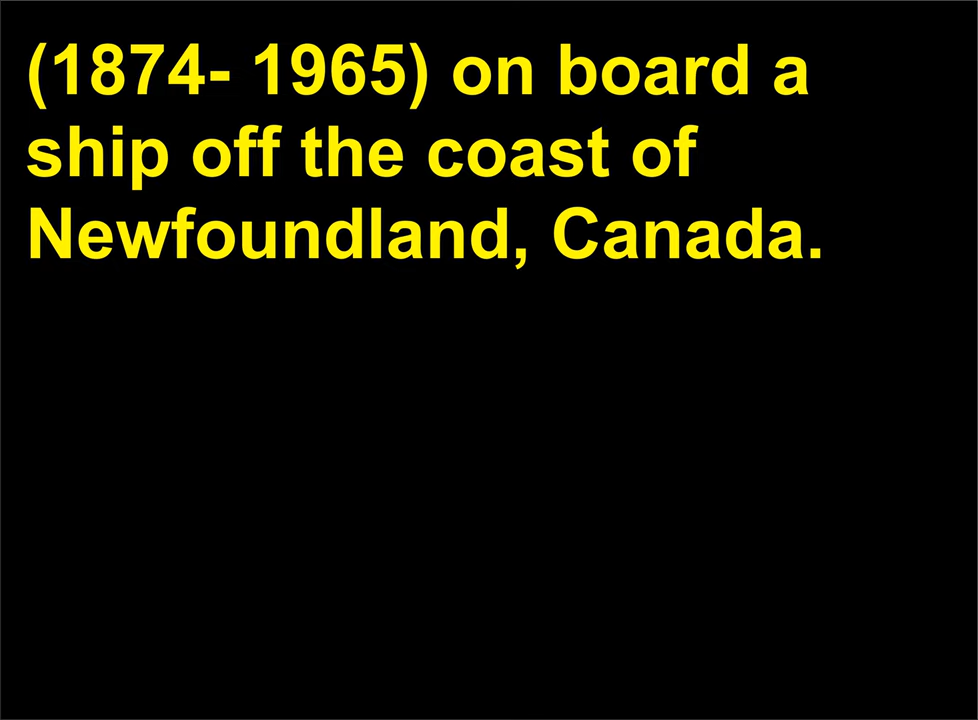 (1874- 1965) on board a
ship off the coast of
Newfoundland, Canada.